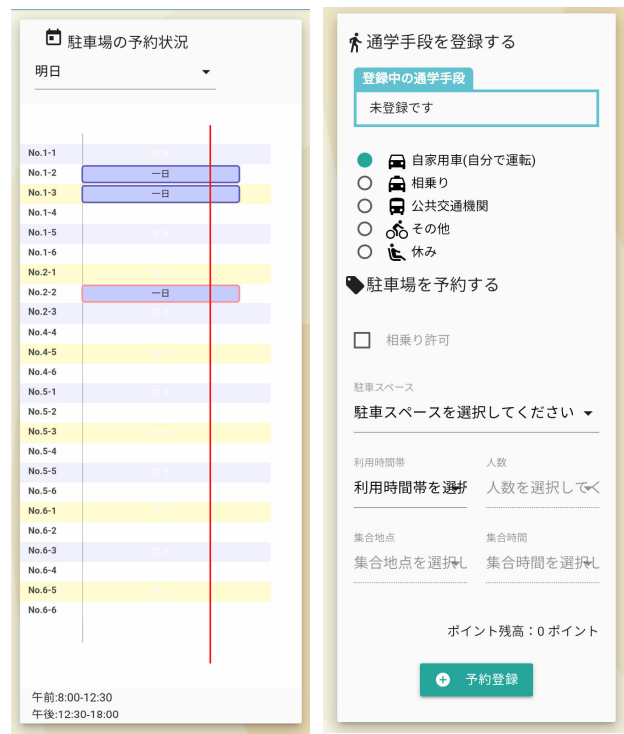 駐車場の予約状況
明日
No.1-1
No.1-2 一日
No.1-3 一日
No.1-4
No.1-5
No.1-6
No.2-1
No.2-2 一日
No.2-3
No.4-4
No.4-5
No.4-6
No.5-1
No.5-2
No.5-3
No.5-4
No.5-5
No.5-6
No.6-1
No.6-2
No.6-3
No.6-4
No.6-5
No.6-6
午前:8:00-12:30
午後:12:30-18:00
通学手段を登録する
登録中の通学手段
未登録です
自家用車(自分で運転)
相乗り
公共交通機関
その他
休み
駐車場を予約する
相乗り許可
駐車スペース
駐車スペースを選択してください
利用時間帯 人数
利用時間帯を選択 人数を選択してく
集合地点 集合時間
集合地点を選択し 集合時間を選択し
ポイント残高：0 ポイント
予約登録